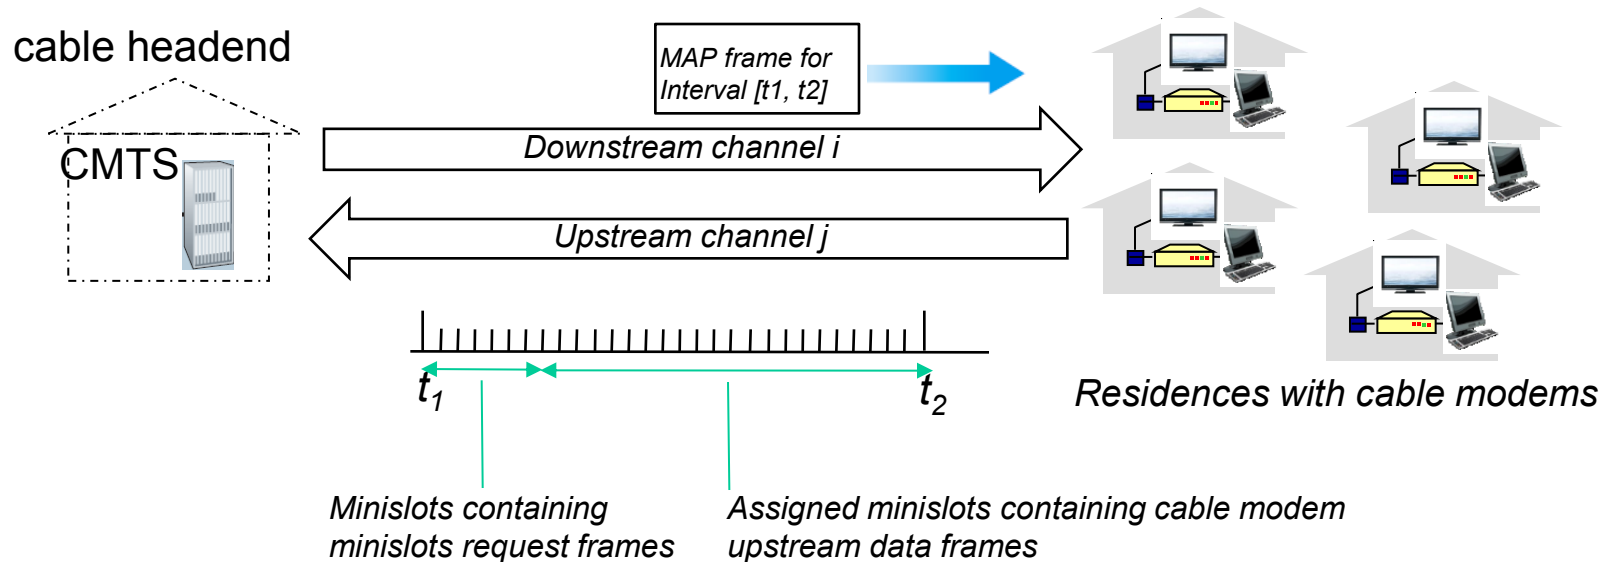 cable headend
MAP frame for
Interval [t1, t2]
CMTS
Downstream channel i
Upstream channel j
t1
t2
Residences with cable modems
Minislots containing
minislots request frames
Assigned minislots containing cable modem
upstream data frames